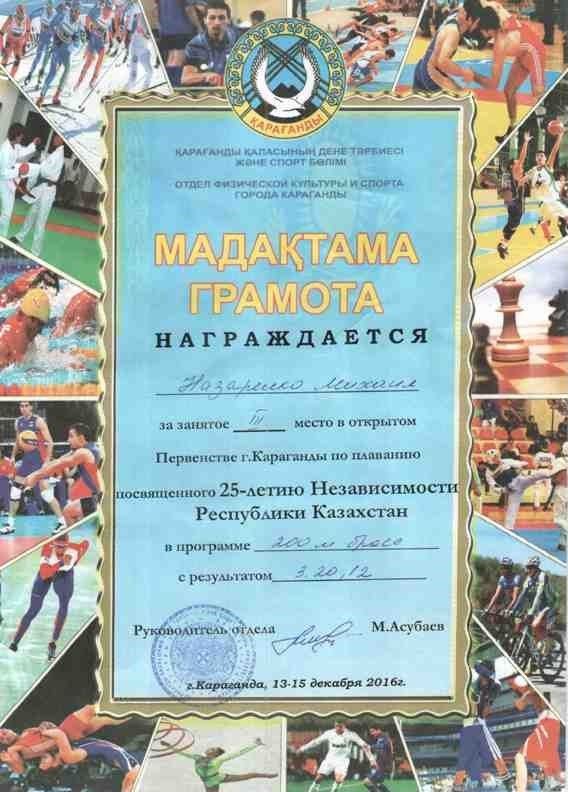 ҚАРАҒАНДЫ
ҚАРАҒАНДЫ ҚАЛАСЫНЫҢ ДЕНЕ ТӘРБИЕСІ
ЖӘНЕ СПОРТ БӨЛІМІ
ОТДЕЛ ФИЗИЧЕСКОЙ КУЛЬТУРЫ И СПОРТА
ГОРОДА КАРАГАНДЫ
МАДАҚТАМА
ГРАМОТА
НАГРАЖДАЕТСЯ
Назаренко Михаил
за занятое III место в открытом
Первенстве г.Караганды по плаванию
посвященного 25-летию Независимости
Республики Казахстан
в программе 200 м брасс
с результатом 3.20,12
Руководитель отдела М.Асубаев
г.Караганда, 13-15 декабря 2016г.